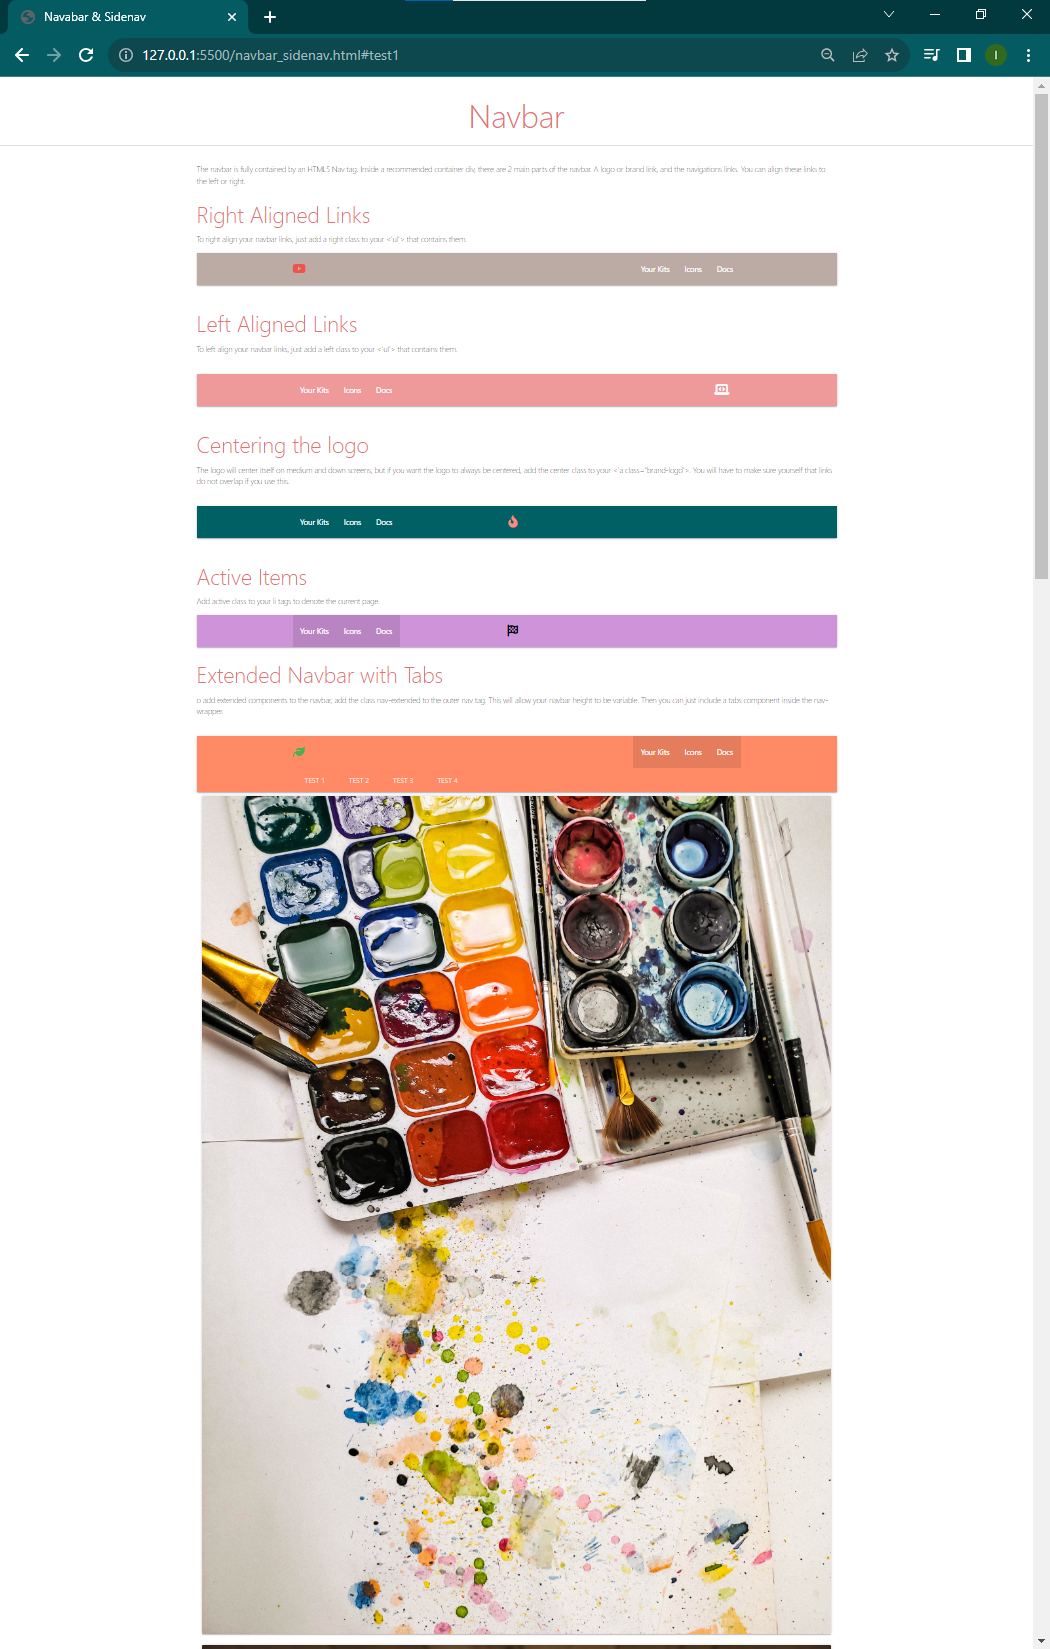 Navabar & Sidenav
127.0.0.1:5500/navbar_sidenav.html#test1
I
Navbar
The navbar is fully contained by an HTML5 Nav tag. Inside a recommended container div, there are 2 main parts of the navbar. A logo or brand link, and the navigations links. You can align these links to
the left or right.
Right Aligned Links
To right align your navbar links, just add a right class to your <'ul'> that contains them.
Your Kits Icons Docs
Left Aligned Links
To left align your navbar links, just add a left class to your <'ul'> that contains them.
Your Kits Icons Docs
Centering the logo
The logo will center itself on medium and down screens, but if you want the logo to always be centered, add the center class to your <'a class="brand-logo"'>. You will have to make sure yourself that links
do not overlap if you use this.
Your Kits Icons Docs
Active Items
Add active class to your li tags to denote the current page.
Your Kits Icons Docs
Extended Navbar with Tabs
o add extended components to the navbar, add the class nav-extended to the outer nav tag. This will allow your navbar height to be variable. Then you can just include a tabs component inside the nav-
wrapper.
Your Kits Icons Docs
TEST 1 TEST 2 TEST 3 TEST 4